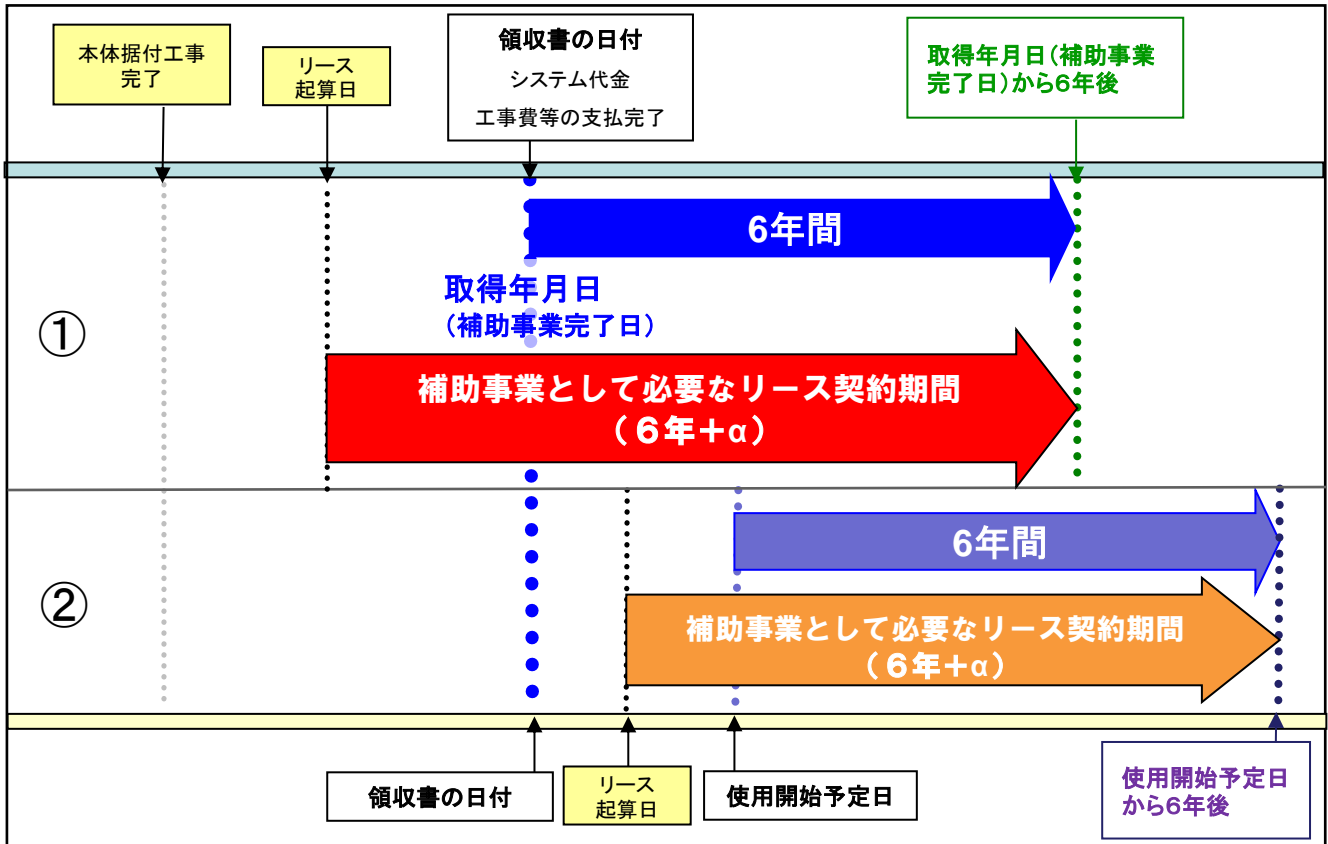 本体据付工事
完了
リース
起算日
領収書の日付
システム代金
工事費等の支払完了
取得年月日(補助事業
完了日)から6年後
6年間
取得年月日
(補助事業完了日)
①
補助事業として必要なリース契約期間
(６年＋α)
6年間
②
補助事業として必要なリース契約期間
(６年＋α)
領収書の日付
リース
起算日
使用開始予定日
使用開始予定日
から6年後